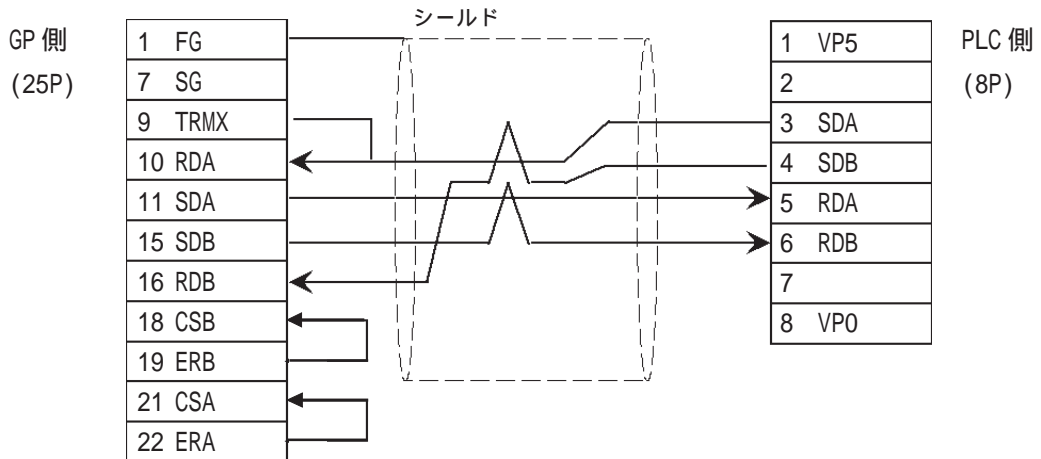 シールド
GP 側
(25P)
1 FG
7 SG
9 TRMX
10 RDA
11 SDA
15 SDB
16 RDB
18 CSB
19 ERB
21 CSA
22 ERA
PLC 側
(8P)
1 VP5
2
3 SDA
4 SDB
5 RDA
6 RDB
7
8 VP0